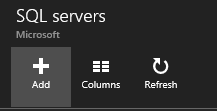 SQL servers
Microsoft
Add Columns Refresh